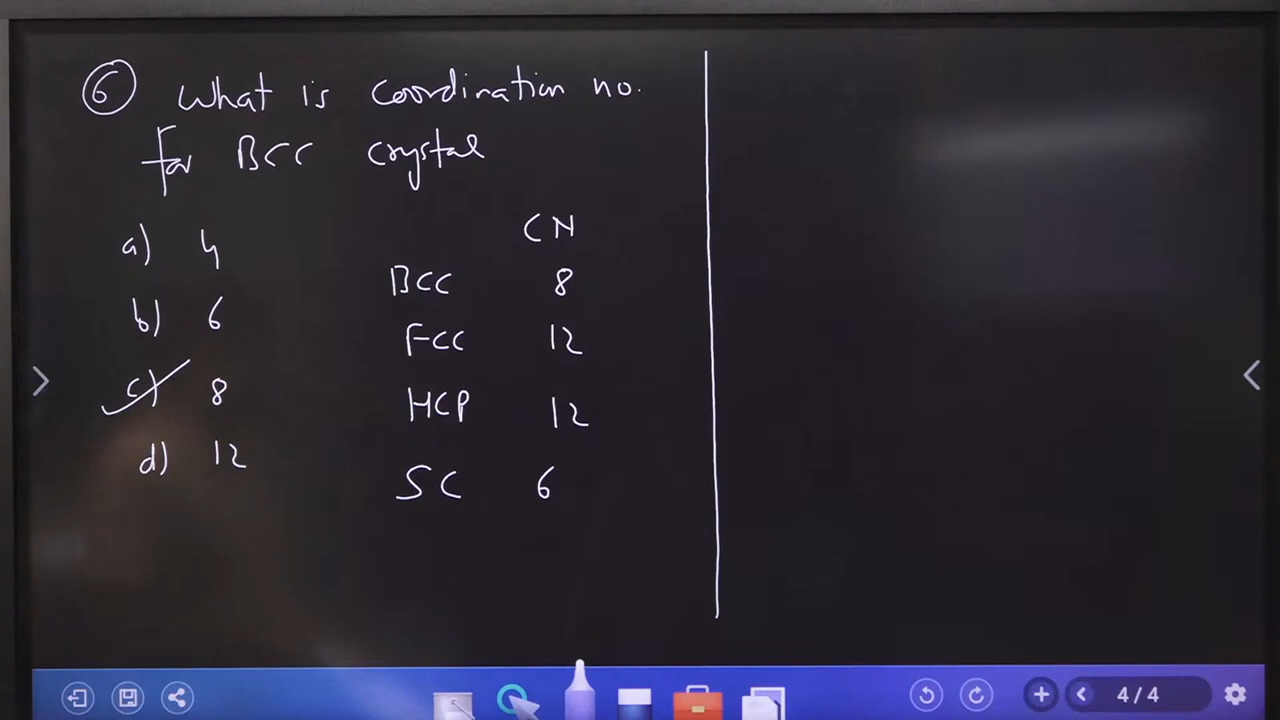 6 What is coordination no.
for BCC crystal
a) 4
b) 6
c) 8
d) 12
CN
BCC 8
FCC 12
HCP 12
SC 6
4/4